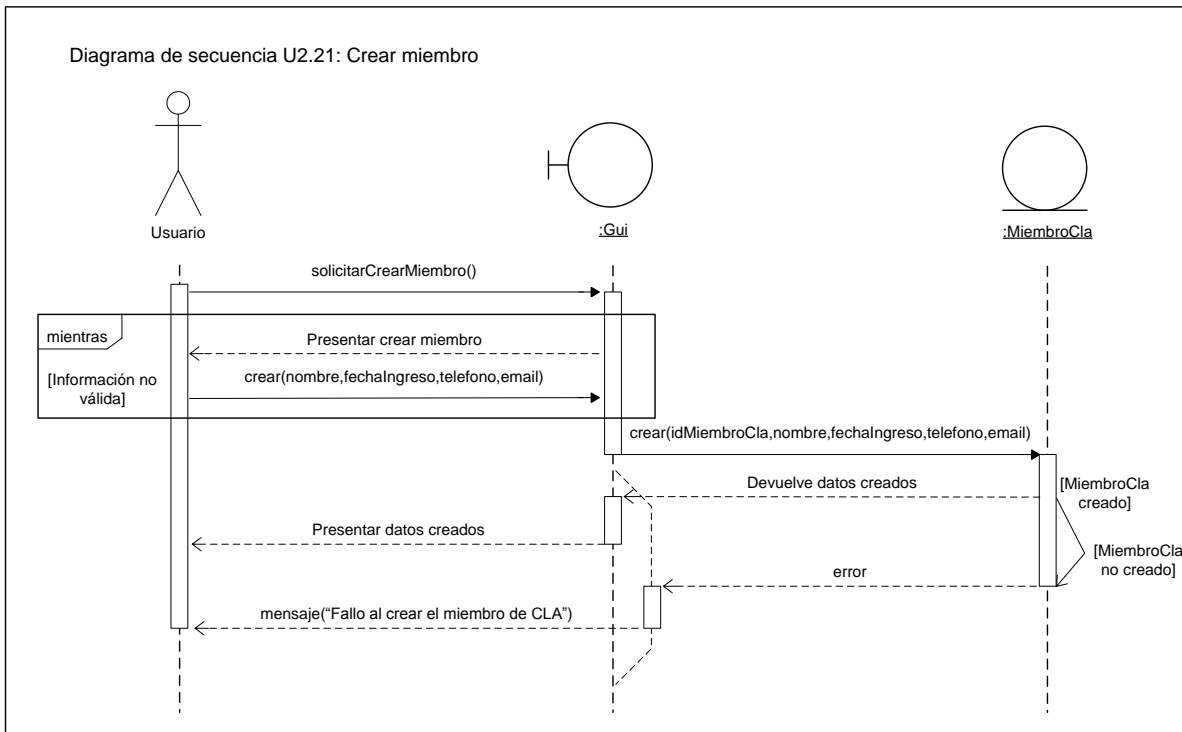 Diagrama de secuencia U2.21: Crear miembro
Usuario
:Gui
:MiembroCla
solicitarCrearMiembro()
mientras
Presentar crear miembro
[Información no
válida]
crear(nombre,fechaIngreso,telefono,email)
crear(idMiembroCla,nombre,fechaIngreso,telefono,email)
Devuelve datos creados
[MiembroCla
creado]
Presentar datos creados
[MiembroCla
no creado]
error
mensaje(“Fallo al crear el miembro de CLA”)